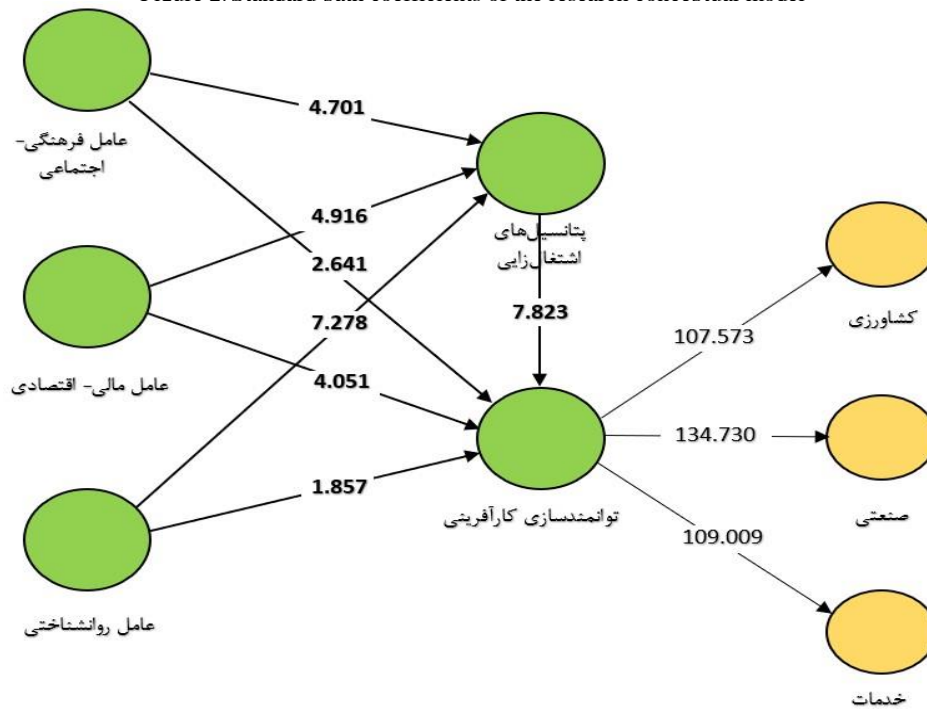 Figure 2. Standard path coefficients of the research conceptual model
4.701
عامل فرهنگی-
اجتماعی
پتانسیل‌های
اشتغال‌زایی
4.916
2.641
7.823
107.573
کشاورزی
7.278
عامل مالی- اقتصادی
4.051
134.730
1.857
توانمندسازی کارآفرینی
صنعتی
109.009
عامل روانشناختی
خدمات